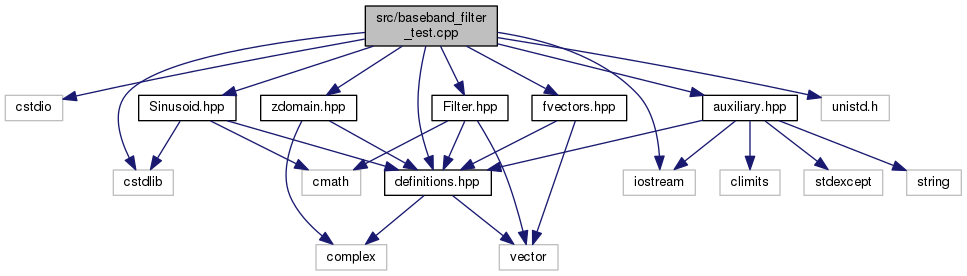 src/baseband_filter
_test.cpp
cstdio
Sinusoid.hpp
zdomain.hpp
Filter.hpp
fvectors.hpp
auxiliary.hpp
unistd.h
cstdlib
cmath
definitions.hpp
iostream
climits
stdexcept
string
complex
vector